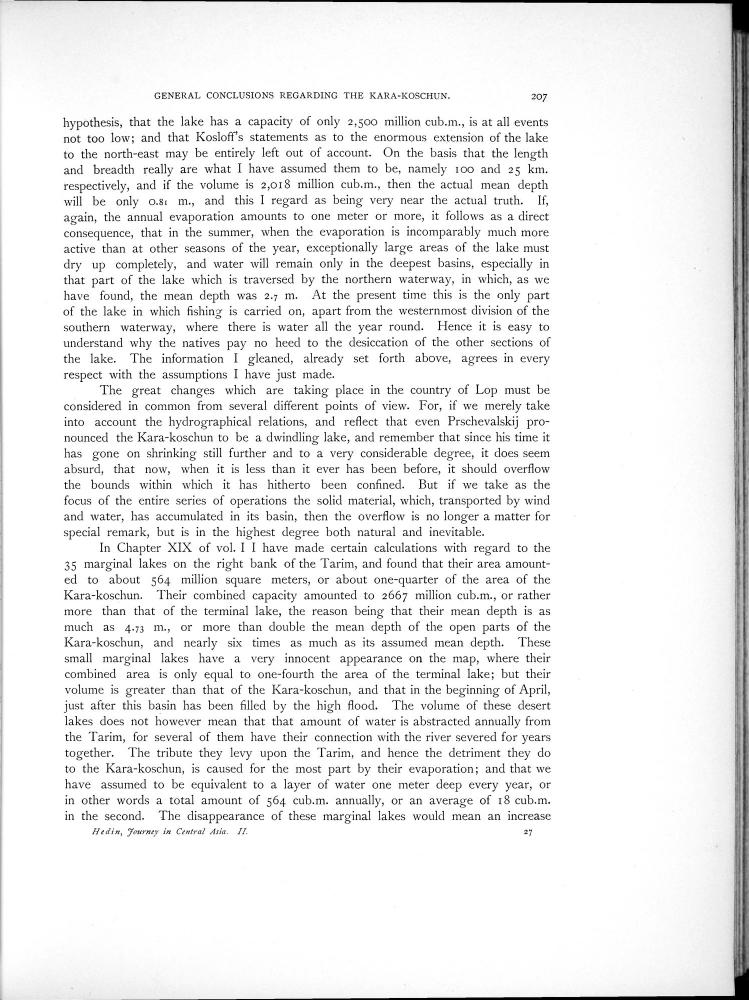 GENERAL CONCLUSIONS REGARDING THE KARA-KOSCHUN. 207
hypothesis, that the lake has a capacity of only 2,500 million cub.m., is at all events
not too low; and that Kosloff's statements as to the enormous extension of the lake
to the north-east may be entirely left out of account. On the basis that the length
and breadth really are what I have assumed them to be, namely 100 and 25 km.
respectively, and if the volume is 2,018 million cub.m., then the actual mean depth
will be only 0.81 m., and this I regard as being very near the actual truth. If,
again, the annual evaporation amounts to one meter or more, it follows as a direct
consequence, that in the summer, when the evaporation is incomparably much more
active than at other seasons of the year, exceptionally large areas of the lake must
dry up completely, and water will remain only in the deepest basins, especially in
that part of the lake which is traversed by the northern waterway, in which, as we
have found, the mean depth was 2.7 m. At the present time this is the only part
of the lake in which fishing is carried on, apart from the westernmost division of the
southern waterway, where there is water all the year round. Hence it is easy to
understand why the natives pay no heed to the desiccation of the other sections of
the lake. The information I gleaned, already set forth above, agrees in every
respect with the assumptions I have just made.
The great changes which are taking place in the country of Lop must be
considered in common from several different points of view. For, if we merely take
into account the hydrographical relations, and reflect that even Prschevalskij pro-
nounced the Kara-koschun to be a dwindling lake, and remember that since his time it
has gone on shrinking still further and to a very considerable degree, it does seem
absurd, that now, when it is less than it ever has been before, it should overflow
the bounds within which it has hitherto been confined. But if we take as the
focus of the entire series of operations the solid material, which, transported by wind
and water, has accumulated in its basin, then the overflow is no longer a matter for
special remark, but is in the highest degree both natural and inevitable.
In Chapter XIX of vol. I I have made certain calculations with regard to the
35 marginal lakes on the right bank of the Tarim, and found that their area amount-
ed to about 564 million square meters, or about one-quarter of the area of the
Kara-koschun. Their combined capacity amounted to 2667 million cub.m., or rather
more than that of the terminal lake, the reason being that their mean depth is as
much as 4.73 m., or more than double the mean depth of the open parts of the
Kara-koschun, and nearly six times as much as its assumed mean depth. These
small marginal lakes have a very innocent appearance on the map, where their
combined area is only equal to one-fourth the area of the terminal lake; but their
volume is greater than that of the Kara-koschun, and that in the beginning of April,
just after this basin has been filled by the high flood. The volume of these desert
lakes does not however mean that that amount of water is abstracted annually from
the Tarim, for several of them have their connection with the river severed for years
together. The tribute they levy upon the Tarim, and hence the detriment they do
to the Kara-koschun, is caused for the most part by their evaporation; and that we
have assumed to be equivalent to a layer of water one meter deep every year, or
in other words a total amount of 564 cub.m. annually, or an average of 18 cub.m.
in the second. The disappearance of these marginal lakes would mean an increase
Hedin, Journey in Central Asia. II. 27